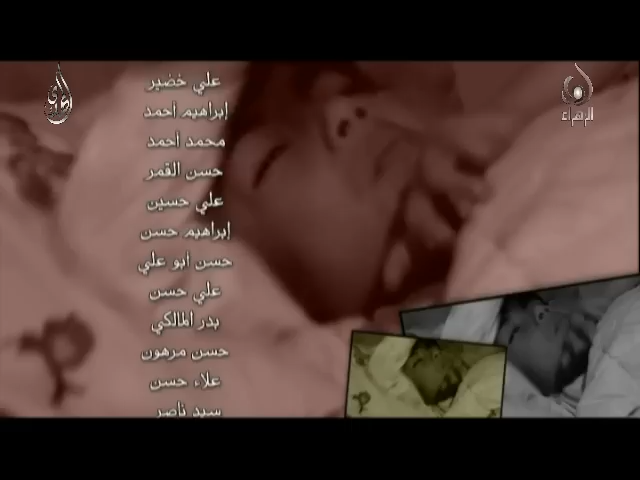 علي خضير
إبراهيم أحمد
محمد أحمد
حسن القمر
علي حسين
إبراهيم حسن
حسن أبو علي
علي حسن
بدر المالكي
حسن مرهون
علاء حسن
سيد ناصر
الزهراء